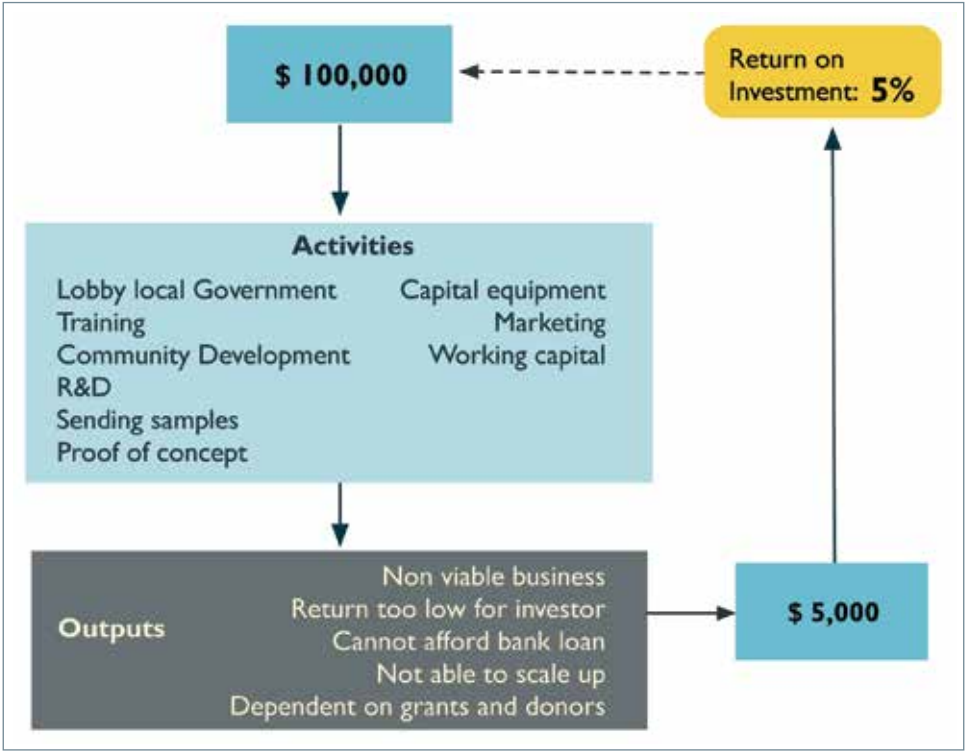 $ 100,000
Return on
Investment: 5%
Activities
Lobby local Government
Training
Community Development
R&D
Sending samples
Proof of concept
Capital equipment
Marketing
Working capital
Outputs
Non viable business
Return too low for investor
Cannot afford bank loan
Not able to scale up
Dependent on grants and donors
$ 5,000